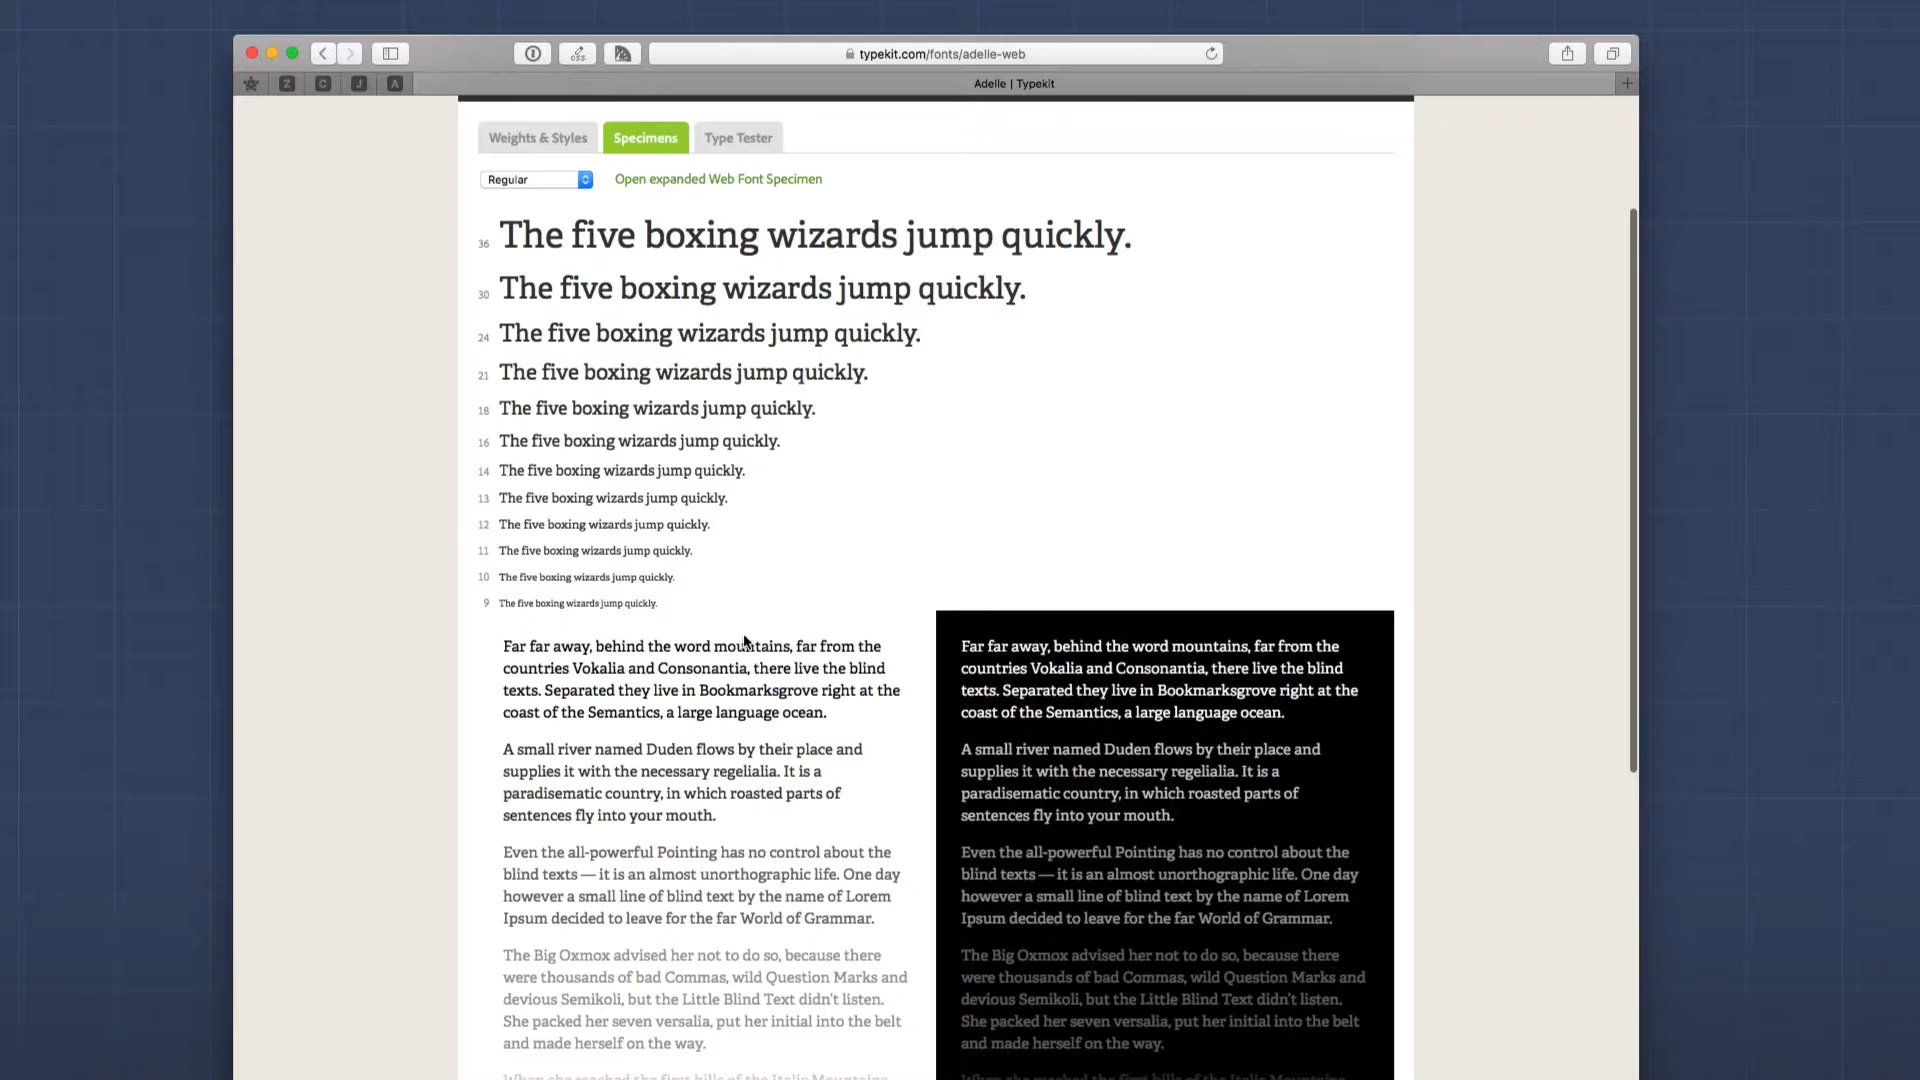 typekit.com/fonts/adelle-web
Z
C
J
A
Adelle | Typekit
Weights & Styles
Specimens
Type Tester
Regular
Open expanded Web Font Specimen
36 The five boxing wizards jump quickly.
30 The five boxing wizards jump quickly.
24 The five boxing wizards jump quickly.
21 The five boxing wizards jump quickly.
18 The five boxing wizards jump quickly.
16 The five boxing wizards jump quickly.
14 The five boxing wizards jump quickly.
13 The five boxing wizards jump quickly.
12 The five boxing wizards jump quickly.
11 The five boxing wizards jump quickly.
10 The five boxing wizards jump quickly.
9 The five boxing wizards jump quickly.
Far far away, behind the word mountains, far from the
countries Vokalia and Consonantia, there live the blind
texts. Separated they live in Bookmarksgrove right at the
coast of the Semantics, a large language ocean.
A small river named Duden flows by their place and
supplies it with the necessary regelialia. It is a
paradisematic country, in which roasted parts of
sentences fly into your mouth.
Even the all-powerful Pointing has no control about the
blind texts — it is an almost unorthographic life. One day
however a small line of blind text by the name of Lorem
Ipsum decided to leave for the far World of Grammar.
The Big Oxmox advised her not to do so, because there
were thousands of bad Commas, wild Question Marks and
devious Semikoli, but the Little Blind Text didn't listen.
She packed her seven versalia, put her initial into the belt
and made herself on the way.
When she reached the first hills of the Italic Mountains,
Far far away, behind the word mountains, far from the
countries Vokalia and Consonantia, there live the blind
texts. Separated they live in Bookmarksgrove right at the
coast of the Semantics, a large language ocean.
A small river named Duden flows by their place and
supplies it with the necessary regelialia. It is a
paradisematic country, in which roasted parts of
sentences fly into your mouth.
Even the all-powerful Pointing has no control about the
blind texts — it is an almost unorthographic life. One day
however a small line of blind text by the name of Lorem
Ipsum decided to leave for the far World of Grammar.
The Big Oxmox advised her not to do so, because there
were thousands of bad Commas, wild Question Marks and
devious Semikoli, but the Little Blind Text didn't listen.
She packed her seven versalia, put her initial into the belt
and made herself on the way.
When she reached the first hills of the Italic Mountains,